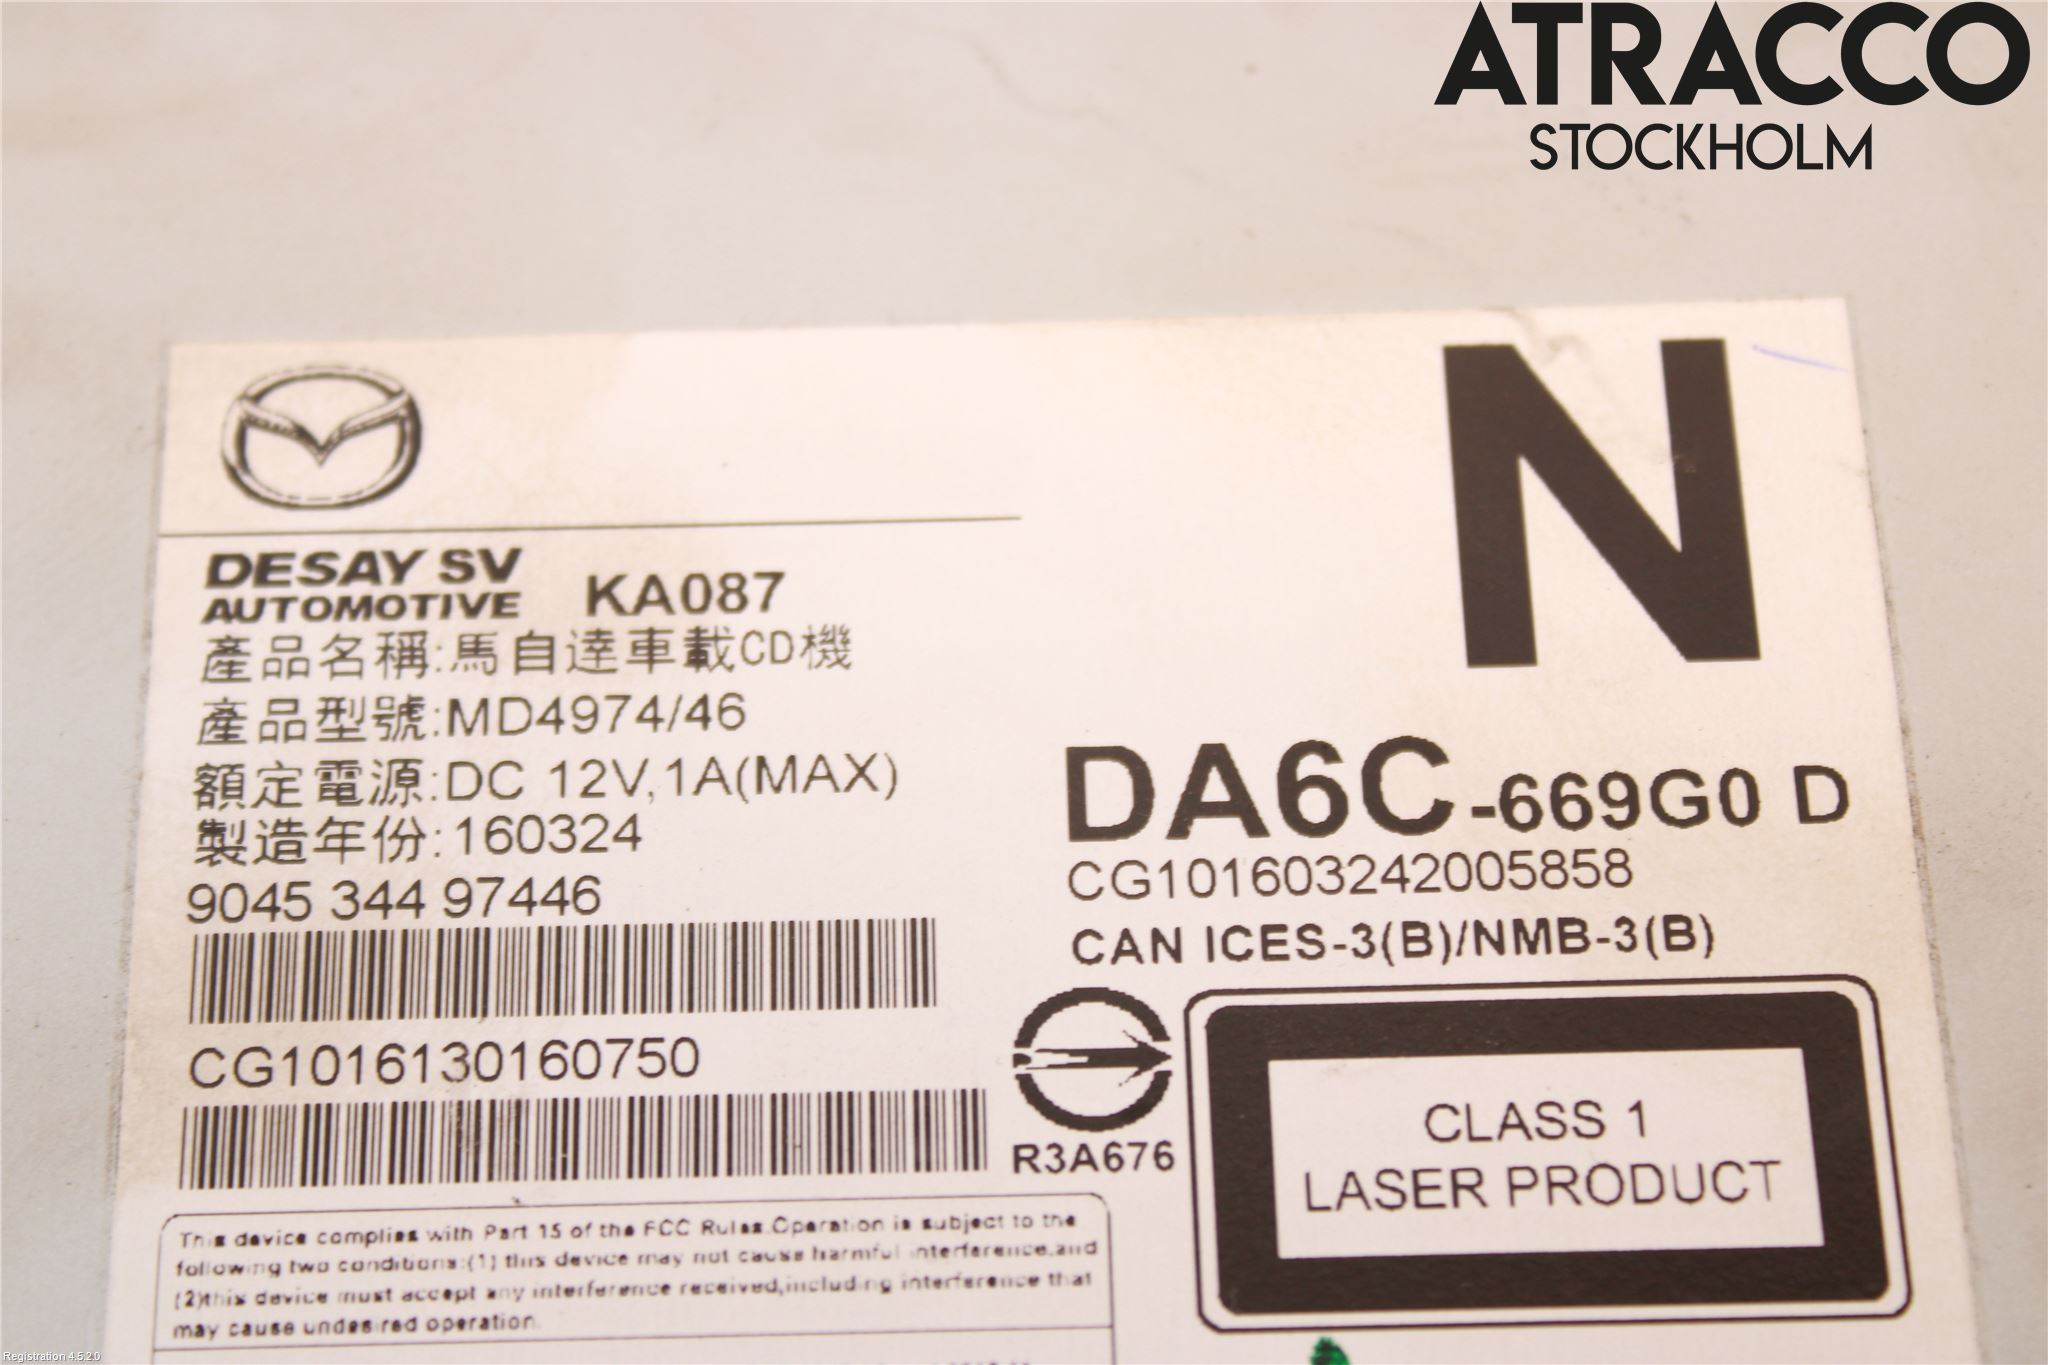 ATRACCO
STOCKHOLM
N
DESAY SV
AUTOMOTIVE
KA087
產品名稱:馬自達車載CD機
產品型號:MD4974/46
額定電源:DC 12V,1A(MAX)
製造年份:160324
9045 344 97446
CG1016130160750
DA6C-669G0 D
CG101603242005858
CAN ICES-3(B)/NMB-3(B)
R3A676
CLASS 1
LASER PRODUCT
This device complies with Part 15 of the FCC Rules.Operation is subject to the
following two conditions:(1) this device may not cause harmful interference,and
(2)this device must accept any interference received,including interference that
may cause undesired operation.
Registration 4.5.2.0